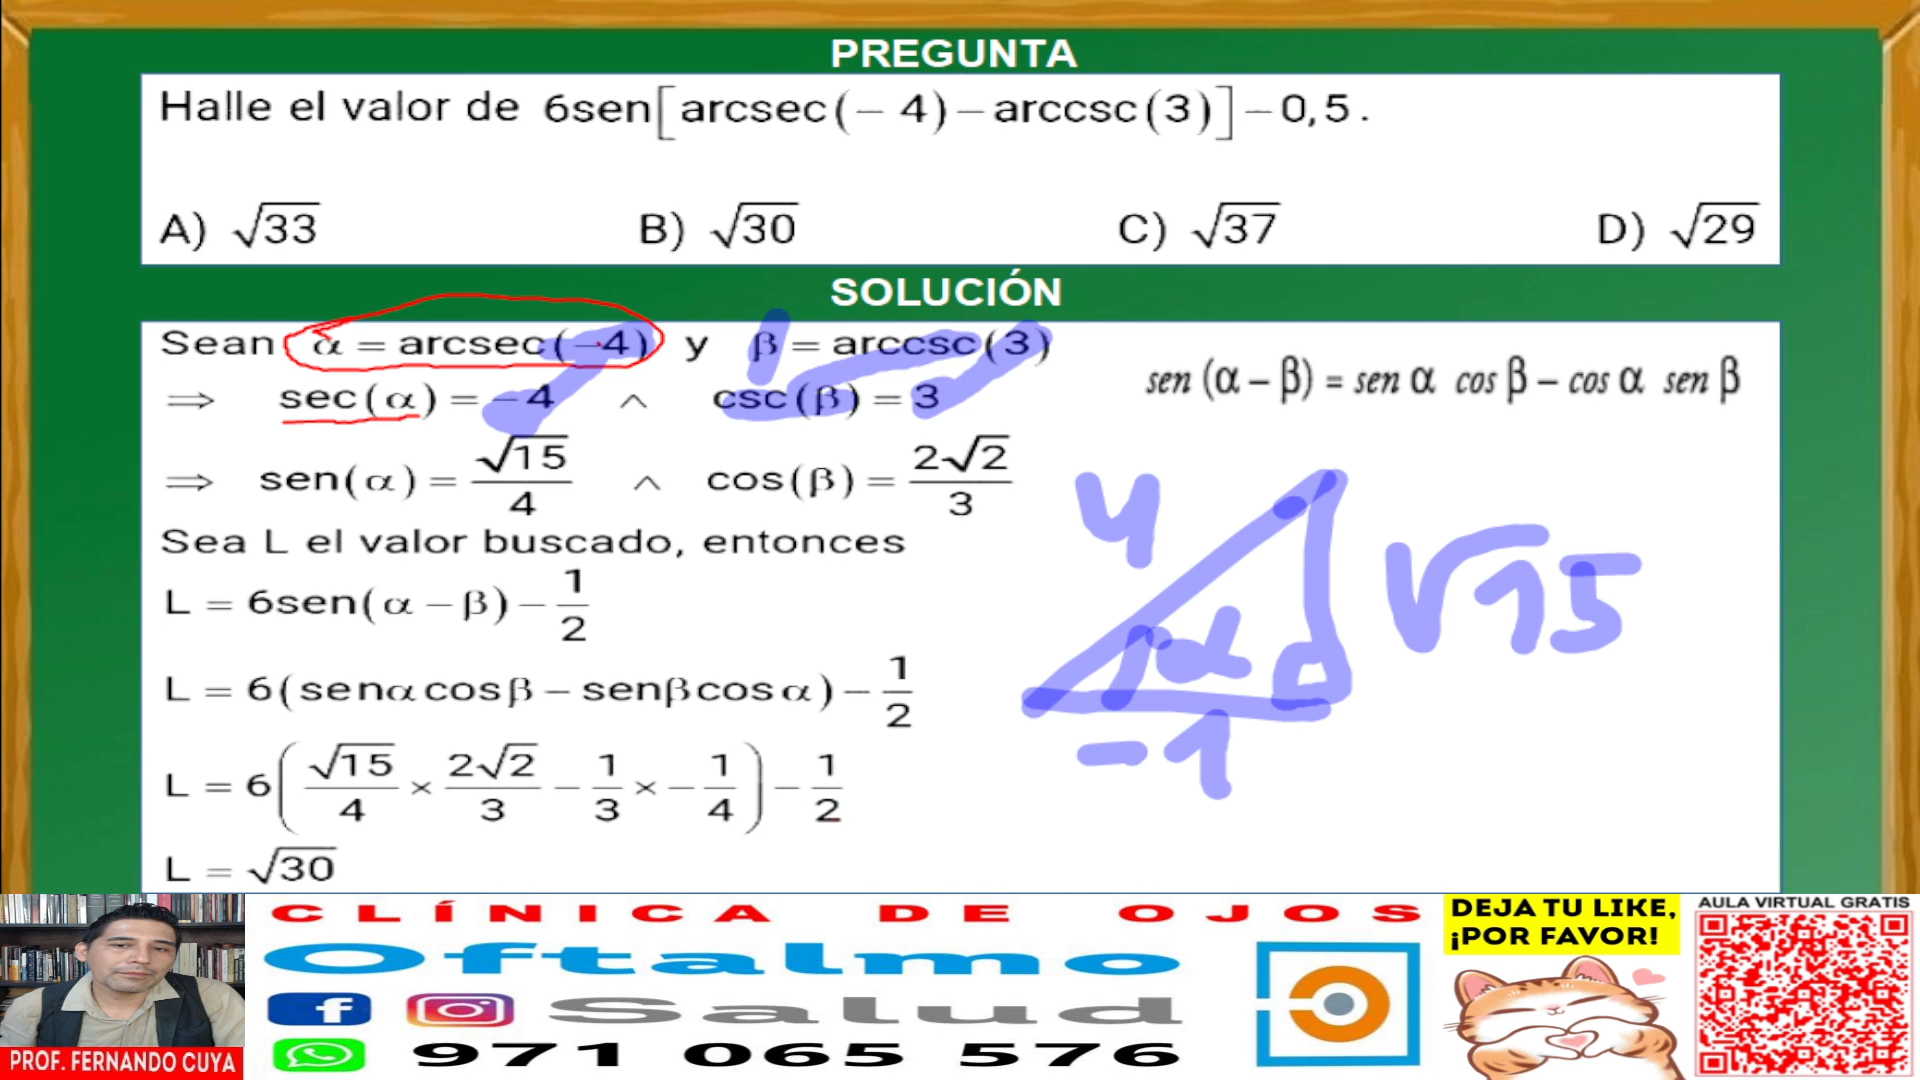 PREGUNTA
Halle el valor de 6sen[arcsec(− 4)−arccsc(3)]−0,5.
A) √33 B) √30 C) √37 D) √29
SOLUCIÓN
Sean α = arcsec(−4) y β = arccsc(3)
⇒ sec(α) = −4 ∧ csc(β) = 3
sen (α − β) = sen α cos β − cos α sen β
⇒ sen(α) = √15/4 ∧ cos(β) = 2√2/3
Sea L el valor buscado, entonces
L = 6sen(α − β) − 1/2
L = 6(senα cosβ − senβ cosα) − 1/2
L = 6(√15/4 × 2√2/3 − 1/3 × −1/4) − 1/2
L = √30
4
√15
α
−1
PROF. FERNANDO CUYA
CLÍNICA DE OJOS
Oftalmo
Salud
971 065 576
DEJA TU LIKE,
¡POR FAVOR!
AULA VIRTUAL GRATIS